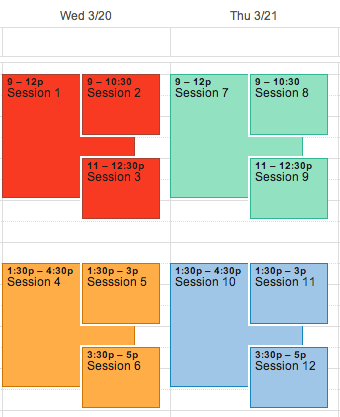 Wed 3/20
Thu 3/21
9 – 12p
Session 1
9 – 10:30
Session 2
11 – 12:30p
Session 3
9 – 12p
Session 7
9 – 10:30
Session 8
11 – 12:30p
Session 9
1:30p – 4:30p
Session 4
1:30p – 3p
Sesssion 5
3:30p – 5p
Session 6
1:30p – 4:30p
Session 10
1:30p – 3p
Session 11
3:30p – 5p
Session 12